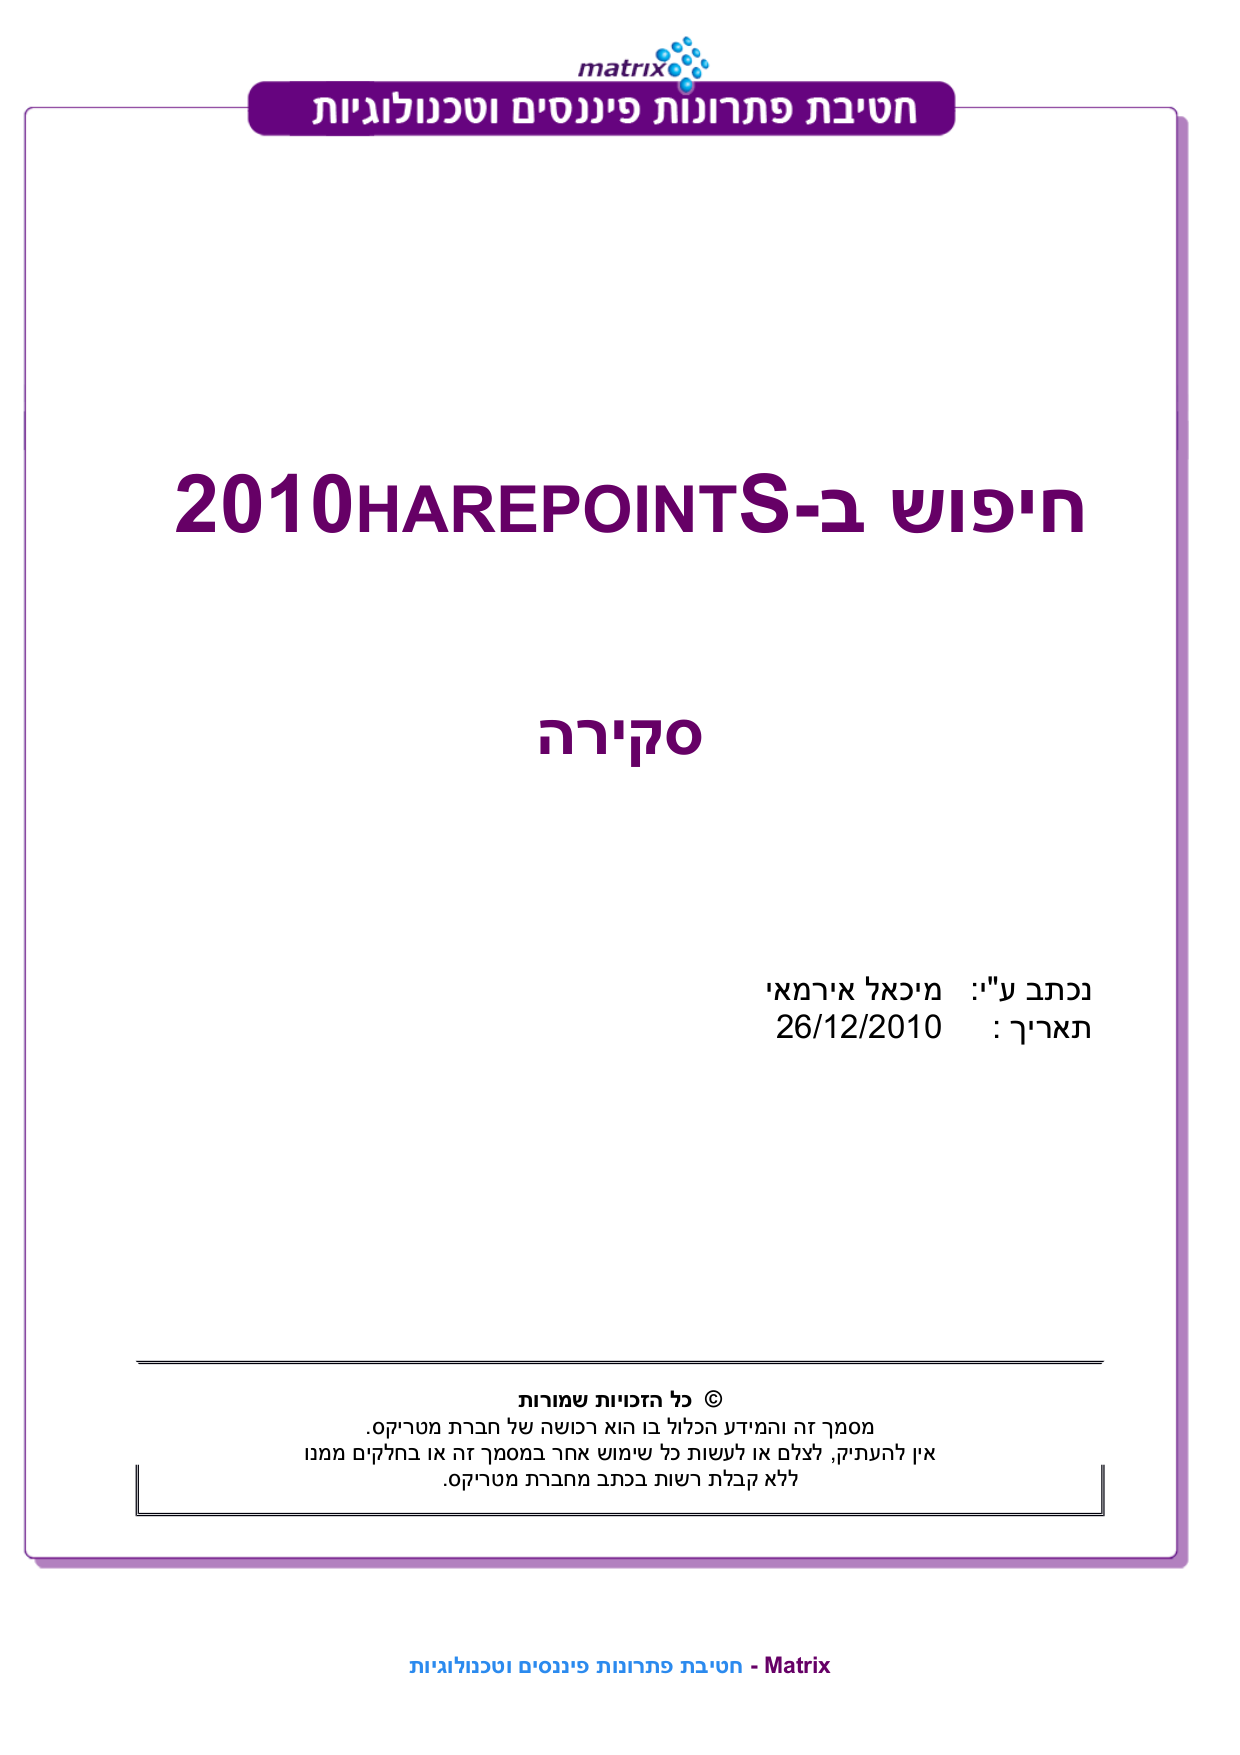 matrix
חטיבת פתרונות פיננסים וטכנולוגיות
חיפוש ב-2010HAREPOINTS
סקירה
נכתב ע"י: מיכאל אירמאי
תאריך : 26/12/2010
© כל הזכויות שמורות
מסמך זה והמידע הכלול בו הוא רכושה של חברת מטריקס.
אין להעתיק, לצלם או לעשות כל שימוש אחר במסמך זה או בחלקים ממנו
ללא קבלת רשות בכתב מחברת מטריקס.
Matrix - חטיבת פתרונות פיננסים וטכנולוגיות